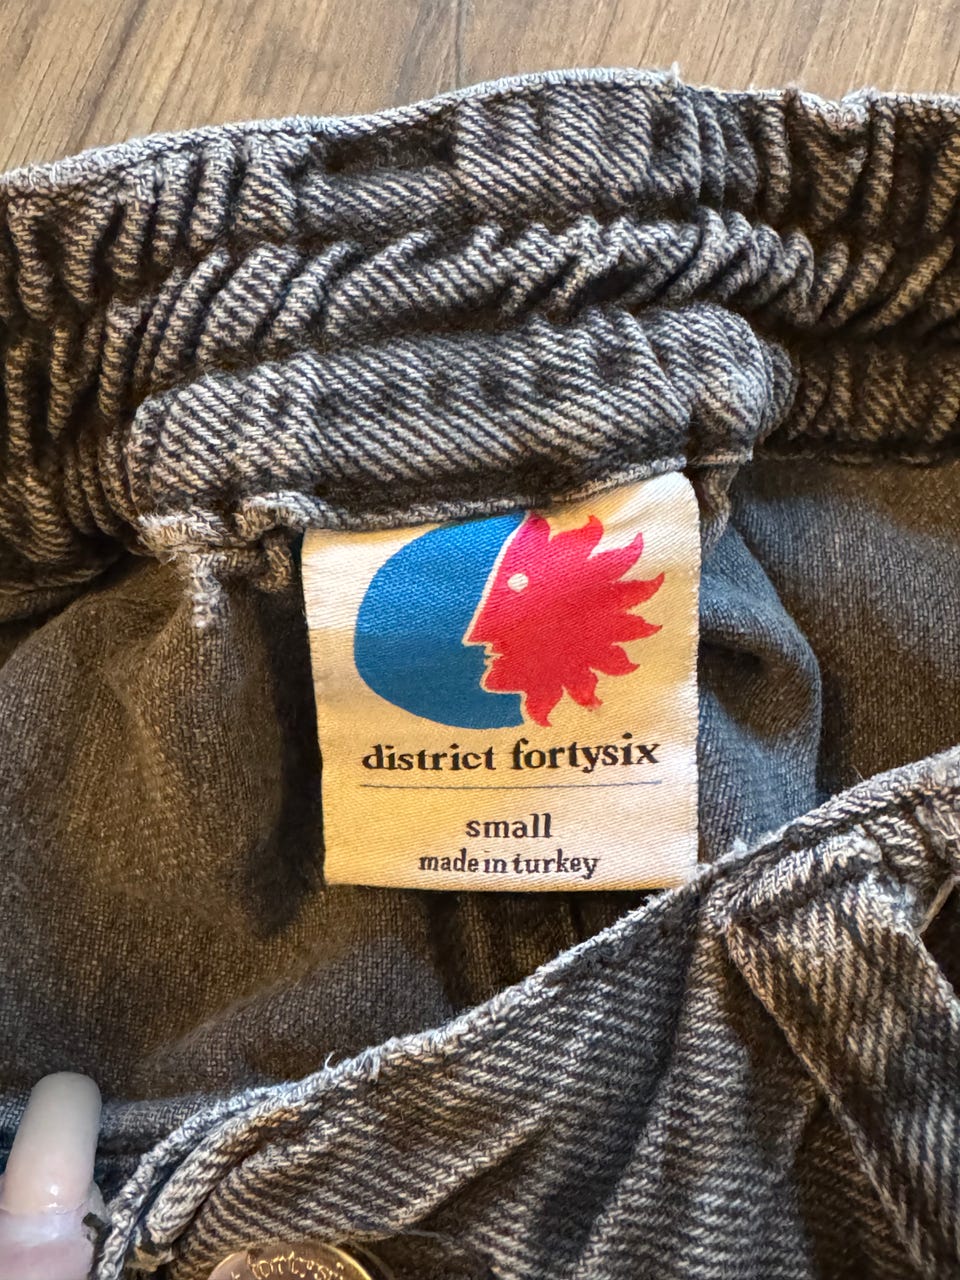 district fortysix
small
made in turkey